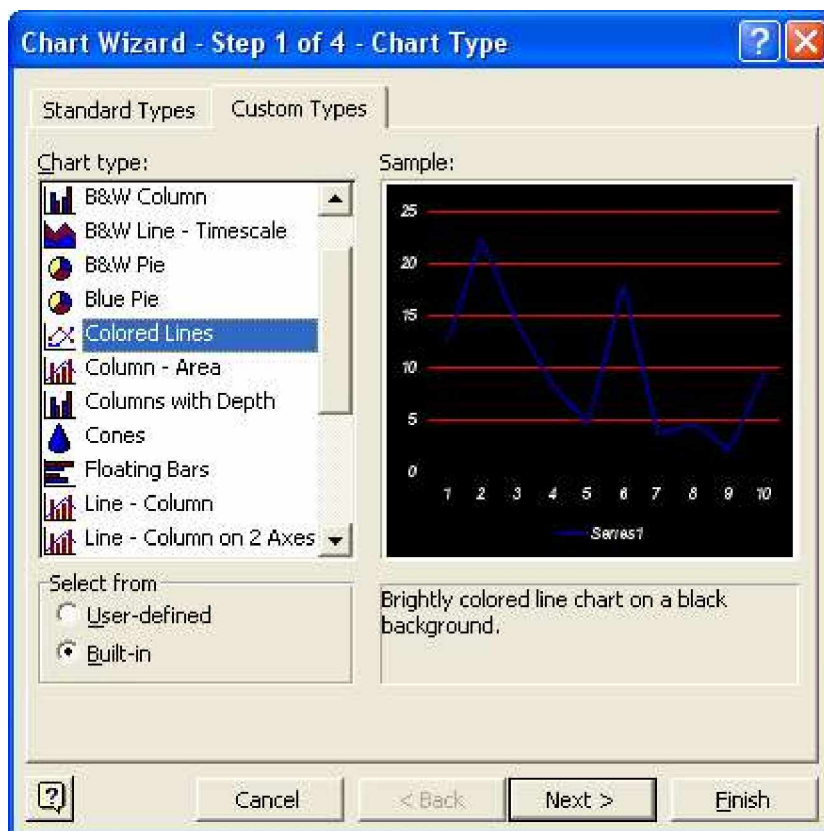 Chart Wizard - Step 1 of 4 - Chart Type
Standard Types
Custom Types
Chart type:
B&W Column
B&W Line - Timescale
B&W Pie
Blue Pie
Colored Lines
Column - Area
Columns with Depth
Cones
Floating Bars
Line - Column
Line - Column on 2 Axes
Sample:
25
20
15
10
5
0
1 2 3 4 5 6 7 8 9 10
Series1
Select from
User-defined
Built-in
Brightly colored line chart on a black
background.
Cancel
< Back
Next >
Finish